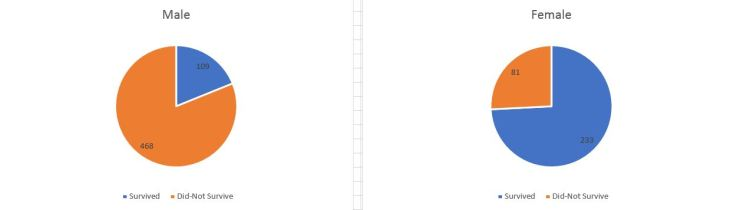 Male
109
468
Survived Did-Not Survive
Female
81
233
Survived Did-Not Survive